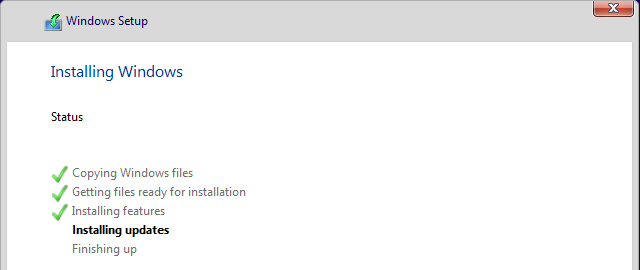 Windows Setup
Installing Windows
Status
Copying Windows files
Getting files ready for installation
Installing features
Installing updates
Finishing up